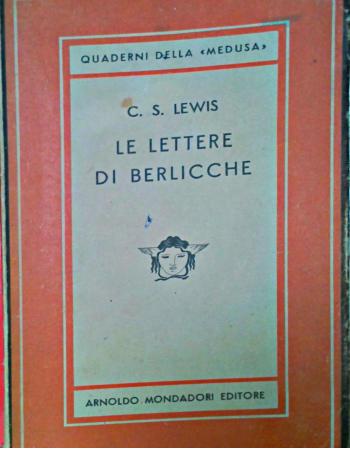 QUADERNI DELLA «MEDUSA»
C. S. LEWIS
LE LETTERE
DI BERLICCHE
ARNOLDO MONDADORI EDITORE